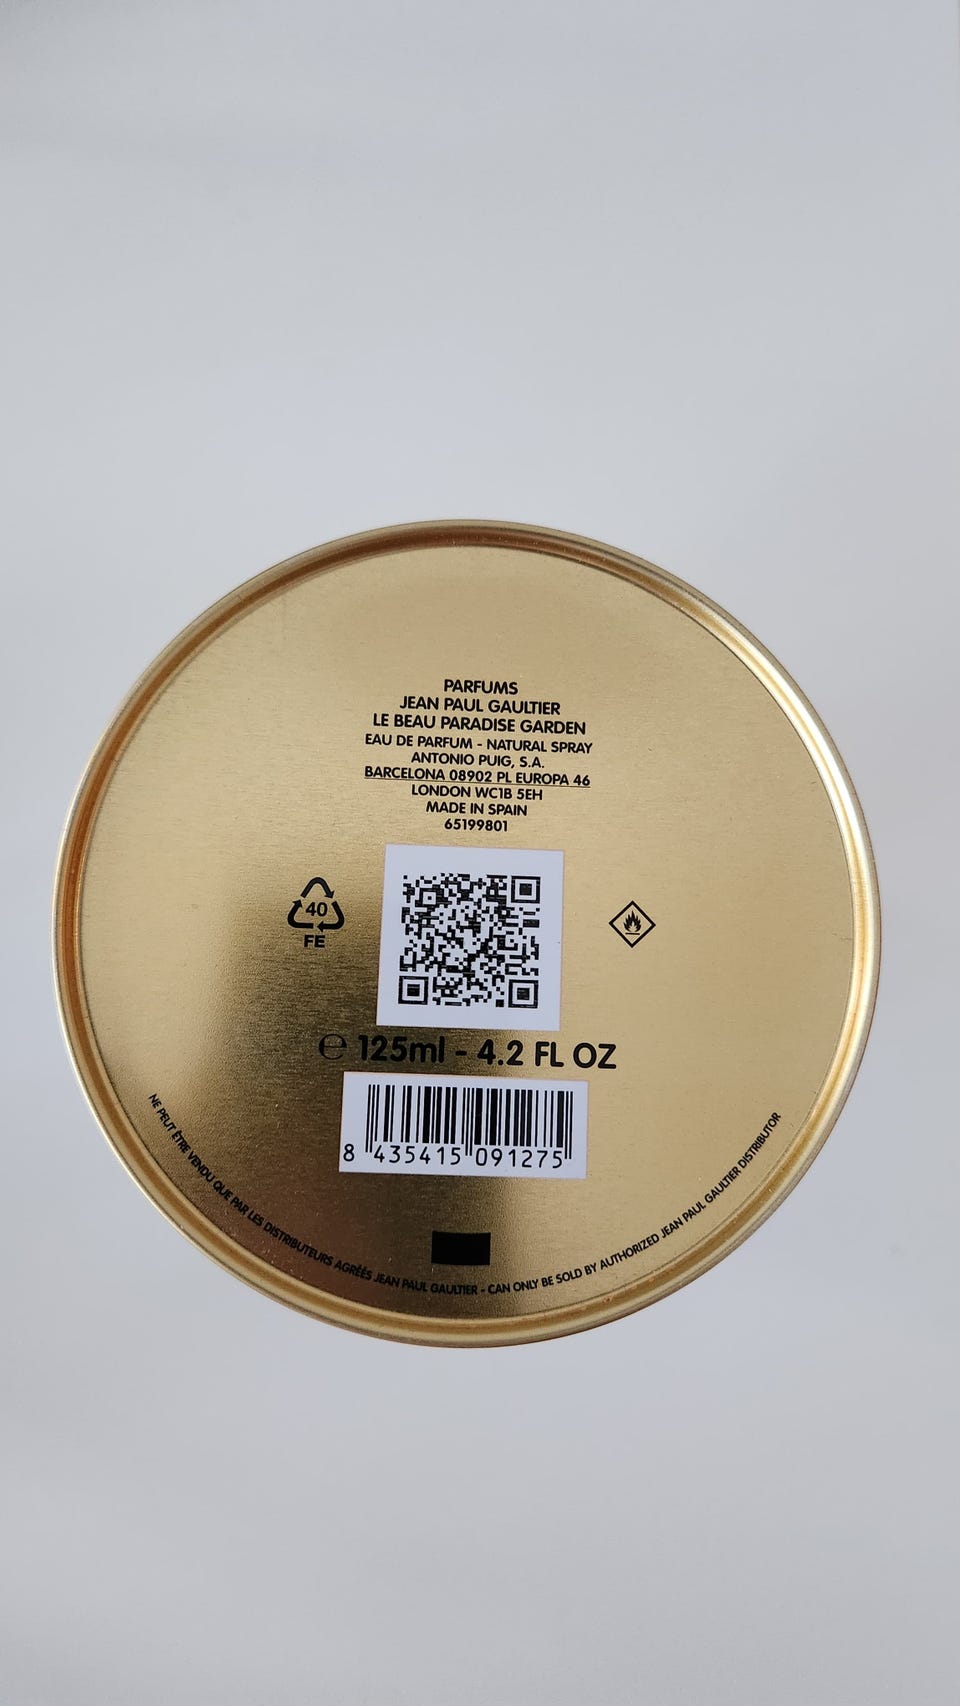 PARFUMS
JEAN PAUL GAULTIER
LE BEAU PARADISE GARDEN
EAU DE PARFUM - NATURAL SPRAY
ANTONIO PUIG, S.A.
BARCELONA 08902 PL EUROPA 46
LONDON WC1B 5EH
MADE IN SPAIN
65199801
40
FE
℮ 125ml - 4.2 FL OZ
8 435415 091275
NE PEUT ÊTRE VENDU QUE PAR LES DISTRIBUTEURS AGRÉÉS JEAN PAUL GAULTIER - CAN ONLY BE SOLD BY AUTHORIZED JEAN PAUL GAULTIER DISTRIBUTOR